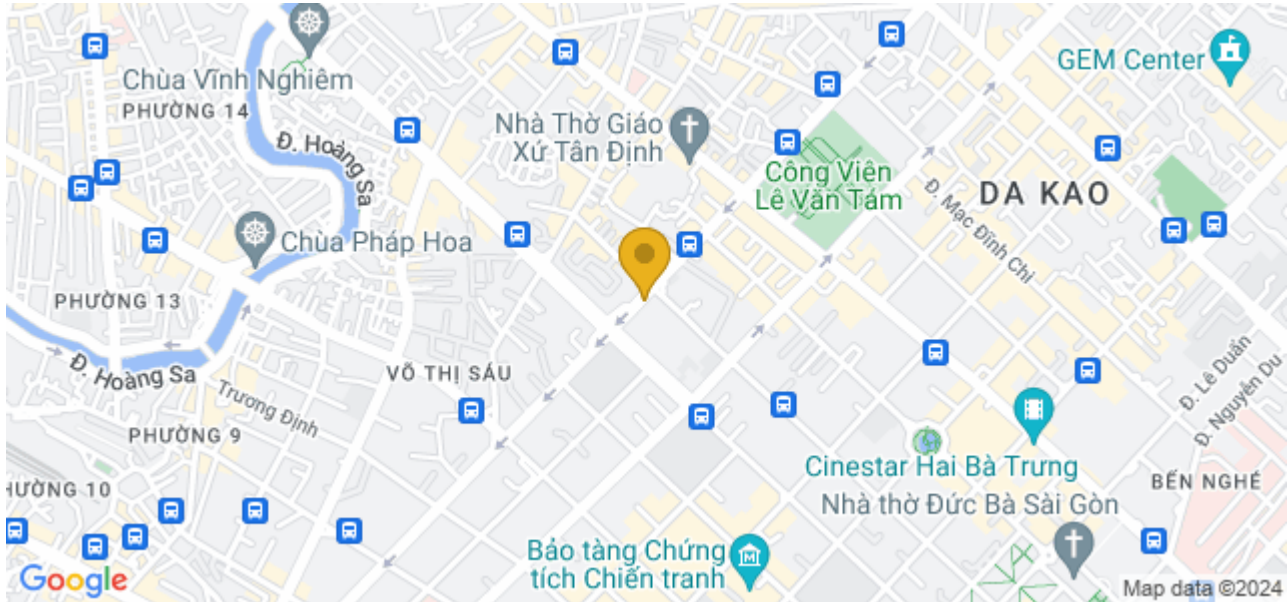 Chùa Vĩnh Nghiêm
PHƯỜNG 14
Đ. Hoàng Sa
GEM Center
Nhà Thờ Giáo
Xứ Tân Định
Công Viên
Lê Văn Tám
DA KAO
Đ. Mạc Đĩnh Chi
Chùa Pháp Hoa
PHƯỜNG 13
Đ. Hoàng Sa
VÕ THỊ SÁU
Trương Định
PHƯỜNG 9
HƯỜNG 10
Đ. Lê Duẩn
Đ. Nguyễn Du
Cinestar Hai Bà Trưng
BẾN NGHÉ
Nhà thờ Đức Bà Sài Gòn
Bảo tàng Chứng
tích Chiến tranh
M
Google
Map data ©2024